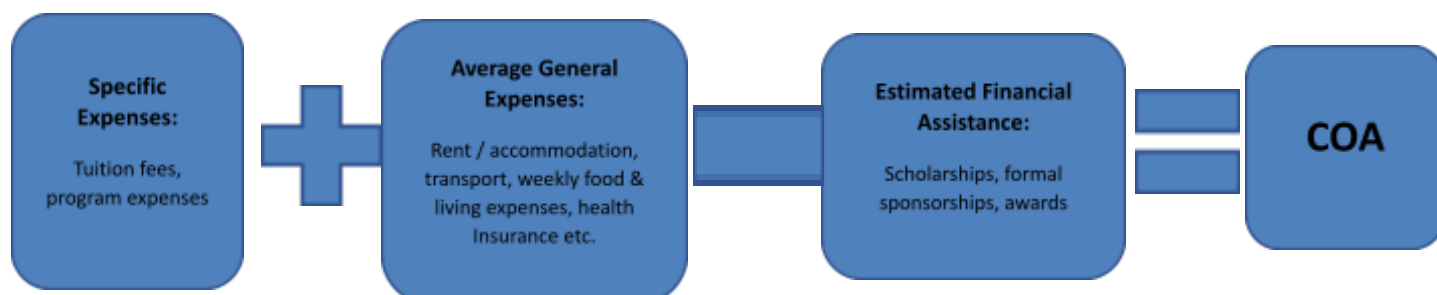 Specific
Expenses:
Tuition fees,
program expenses
Average General
Expenses:
Rent / accommodation,
transport, weekly food &
living expenses, health
Insurance etc.
Estimated Financial
Assistance:
Scholarships, formal
sponsorships, awards
COA